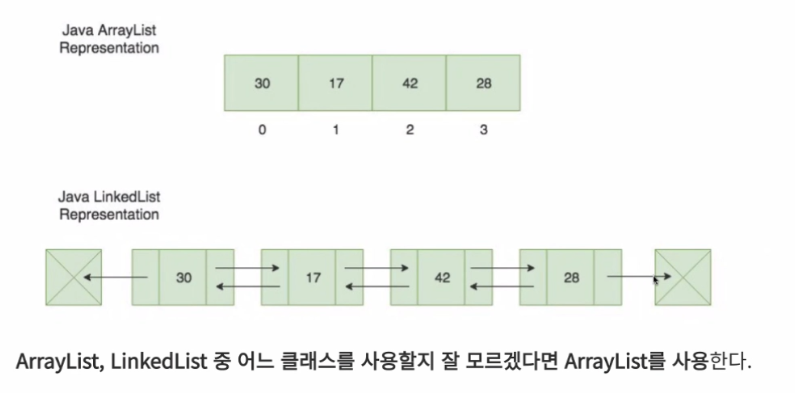 Java ArrayList
Representation
30 17 42 28
0 1 2 3
Java LinkedList
Representation
30 17 42 28
ArrayList, LinkedList 중 어느 클래스를 사용할지 잘 모르겠다면 ArrayList를 사용한다.